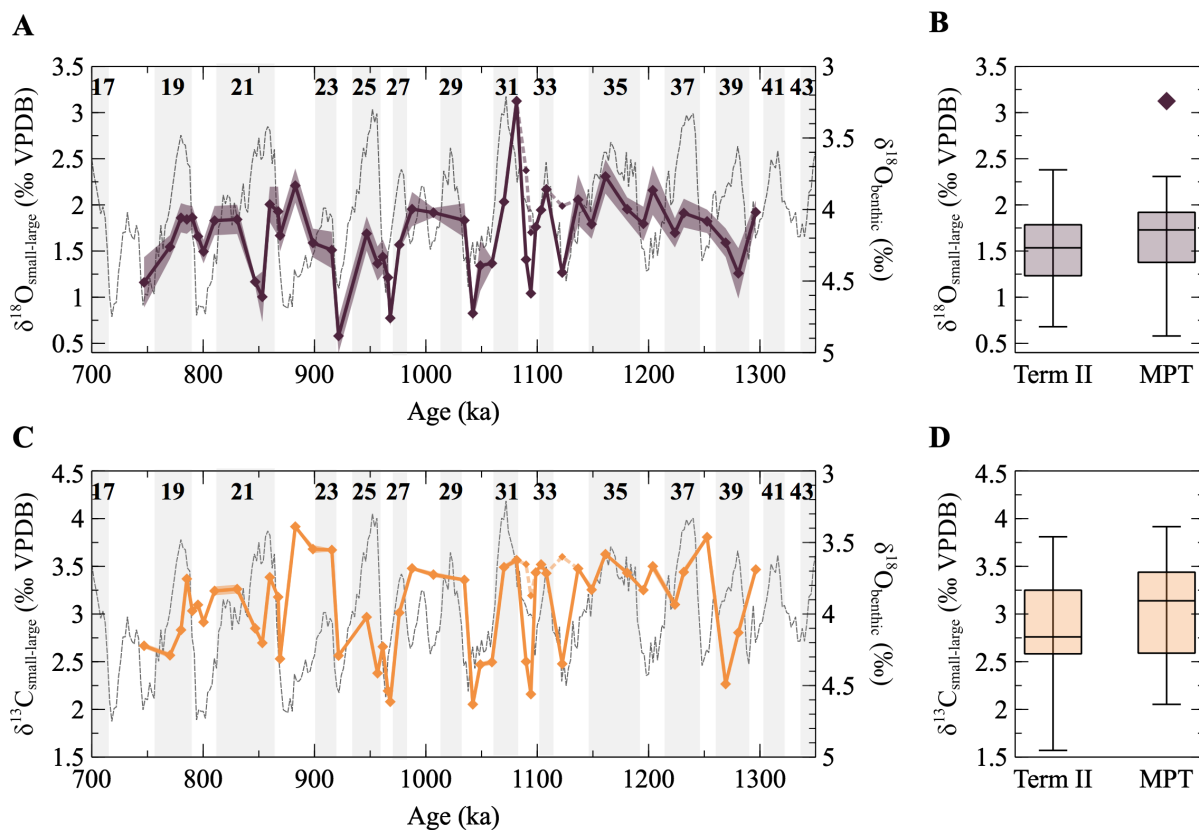 A
B
3.5
3
2.5
2
1.5
1
0.5
δ18Osmall-large (‰ VPDB)
17 19 21 23 25 27 29 31 33 35 37 39 41 43
3
3.5
4
4.5
5
δ18Obenthic (‰)
700 800 900 1000 1100 1200 1300
Age (ka)
3.5
3
2.5
2
1.5
1
0.5
δ18Osmall-large (‰ VPDB)
Term II MPT
C
D
4.5
4
3.5
3
2.5
2
1.5
δ13Csmall-large (‰ VPDB)
17 19 21 23 25 27 29 31 33 35 37 39 41 43
3
3.5
4
4.5
5
δ18Obenthic (‰)
700 800 900 1000 1100 1200 1300
Age (ka)
4.5
4
3.5
3
2.5
2
1.5
δ13Csmall-large (‰ VPDB)
Term II MPT